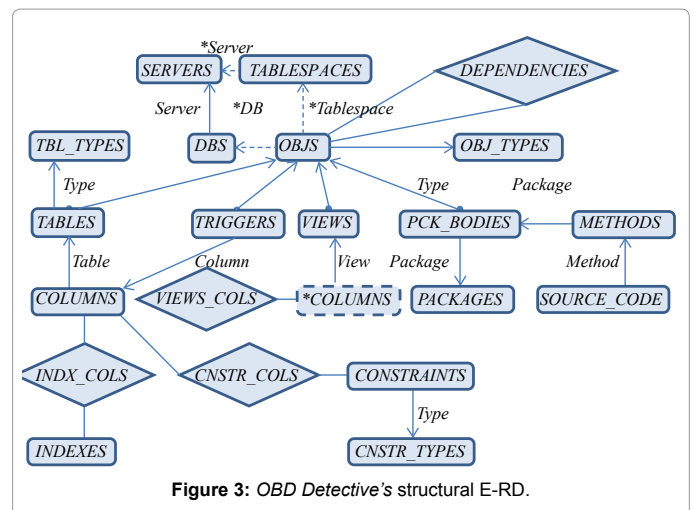 *Server
SERVERS TABLESPACES DEPENDENCIES
Server *DB *Tablespace
TBL_TYPES DBS OBJS OBJ_TYPES
Type Type Package
TABLES TRIGGERS VIEWS PCK_BODIES METHODS
Table Column View Package Method
COLUMNS VIEWS_COLS *COLUMNS PACKAGES SOURCE_CODE
INDX_COLS CNSTR_COLS CONSTRAINTS
Type
INDEXES CNSTR_TYPES
Figure 3: OBD Detective's structural E-RD.